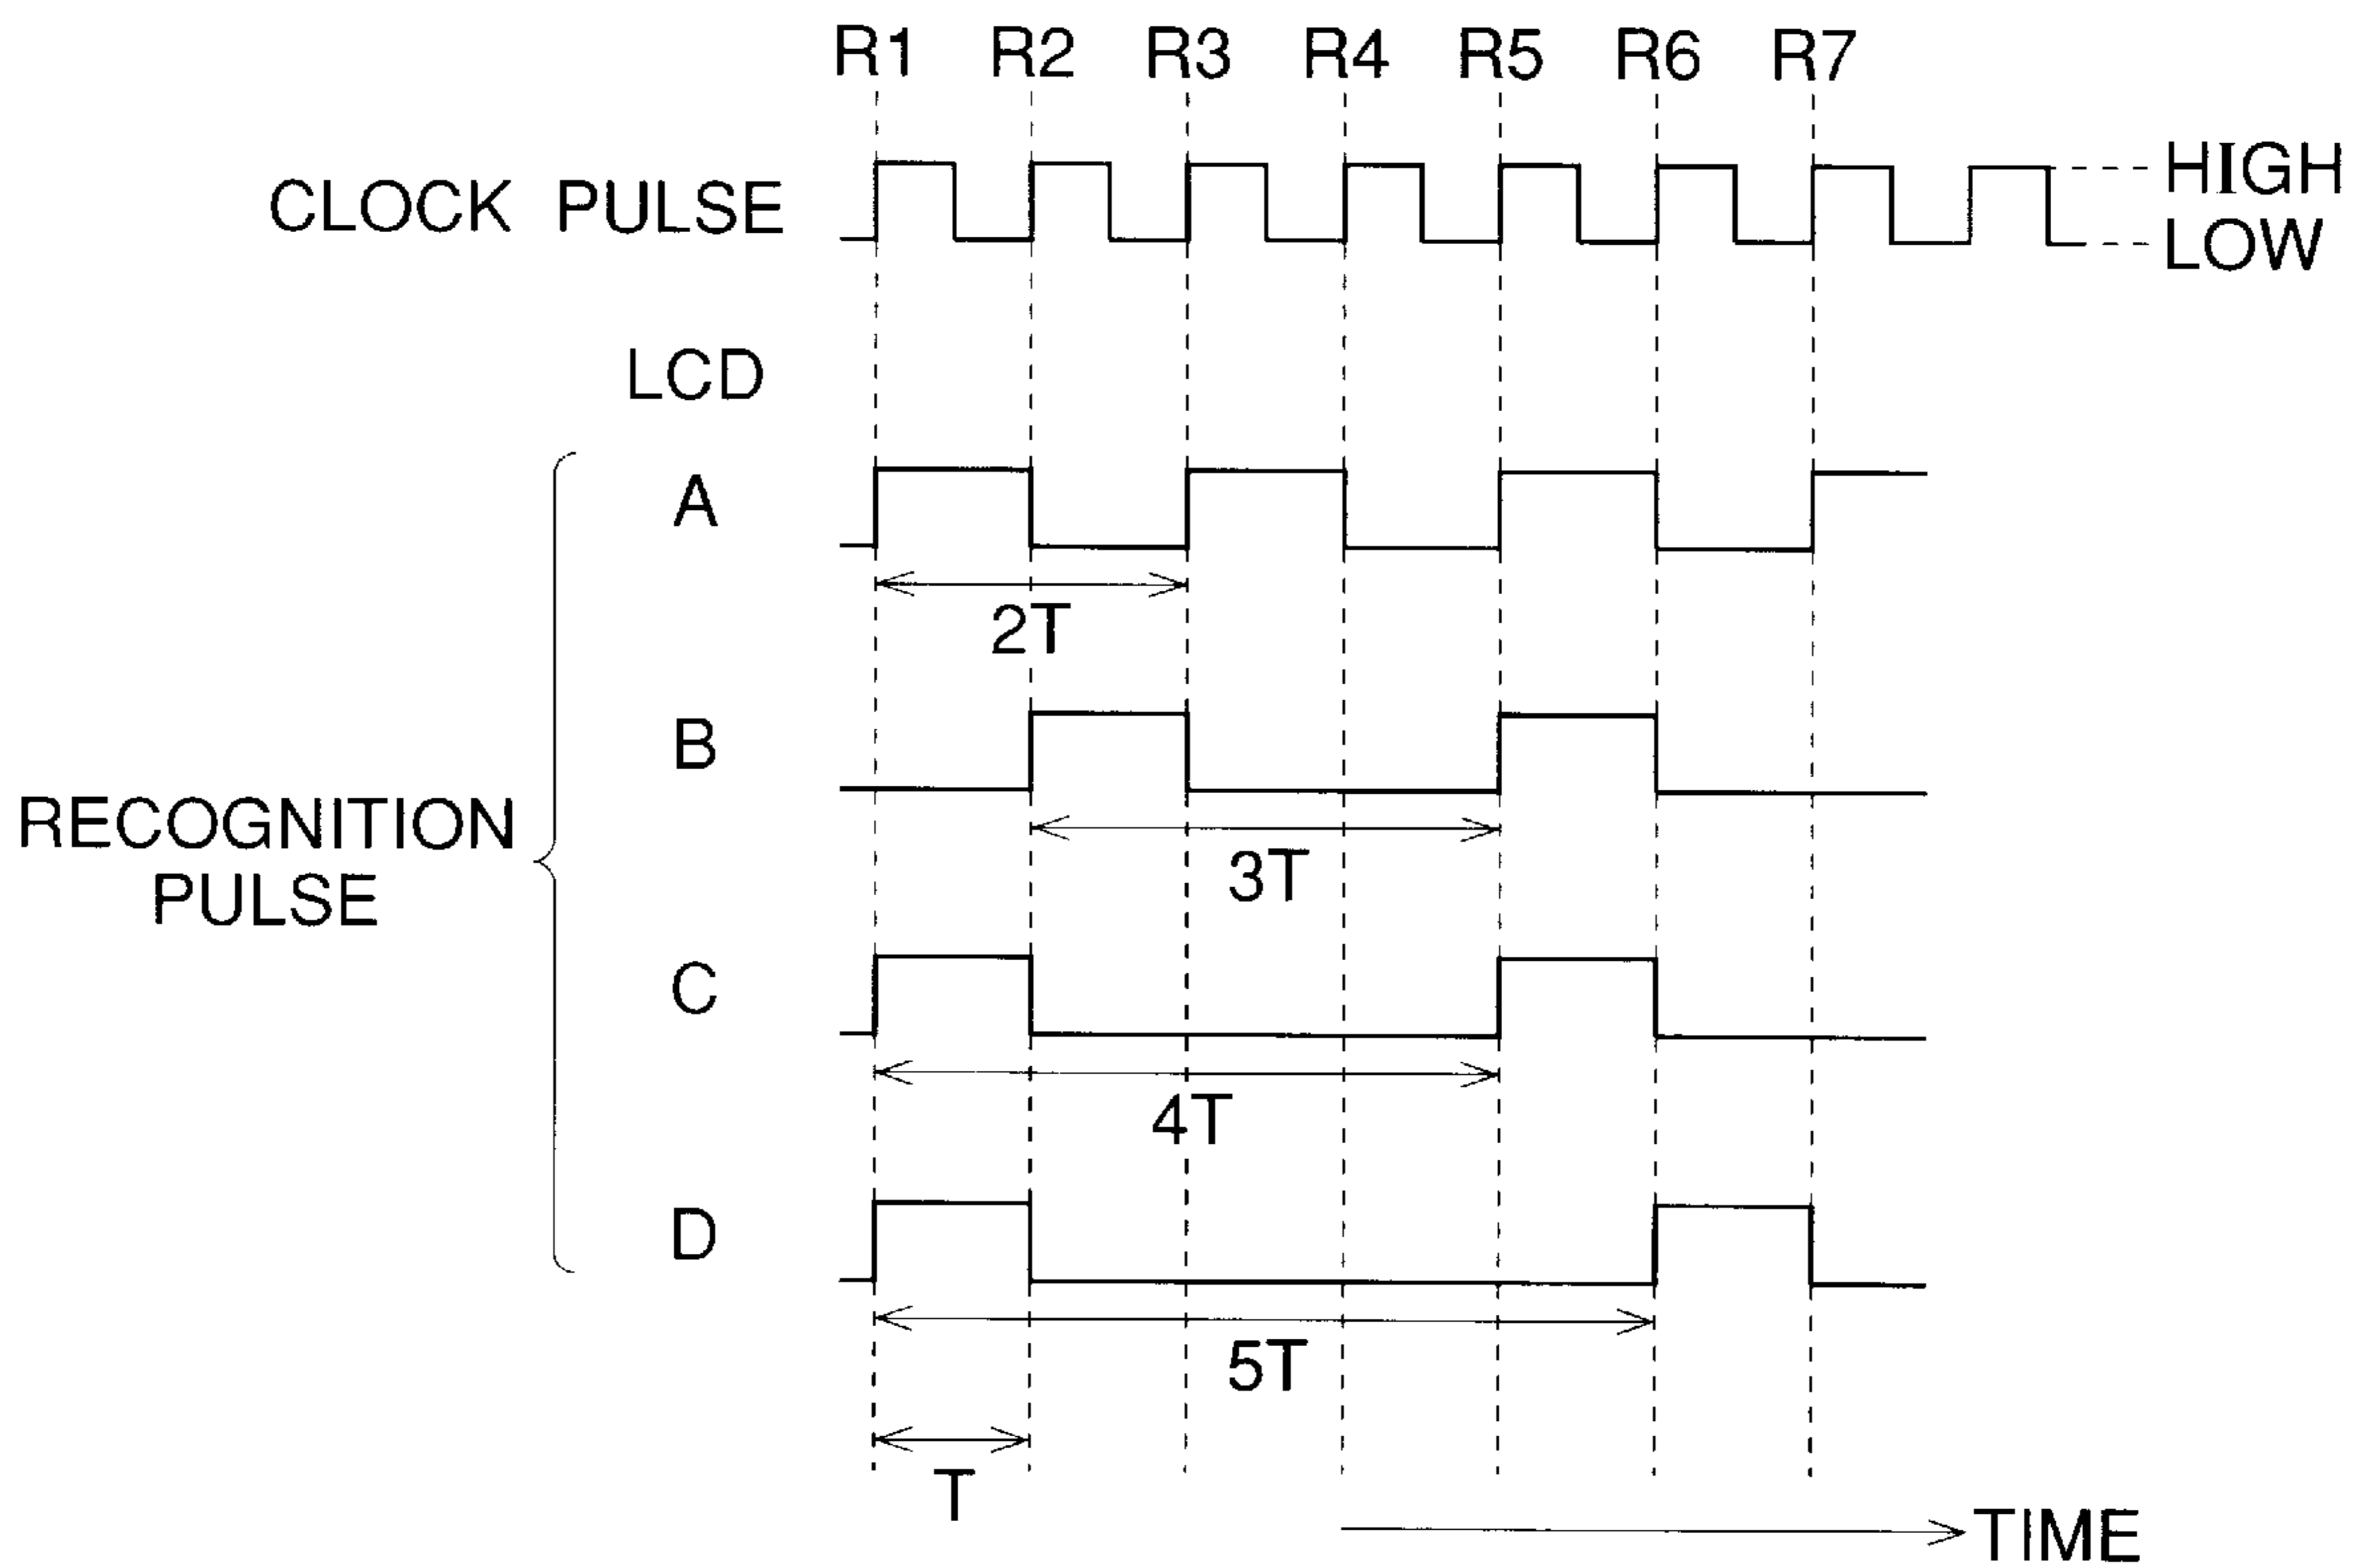 R1 R2 R3 R4 R5 R6 R7
CLOCK PULSE
HIGH
LOW
LCD
A
2T
B
3T
RECOGNITION
PULSE
C
4T
D
5T
T
TIME